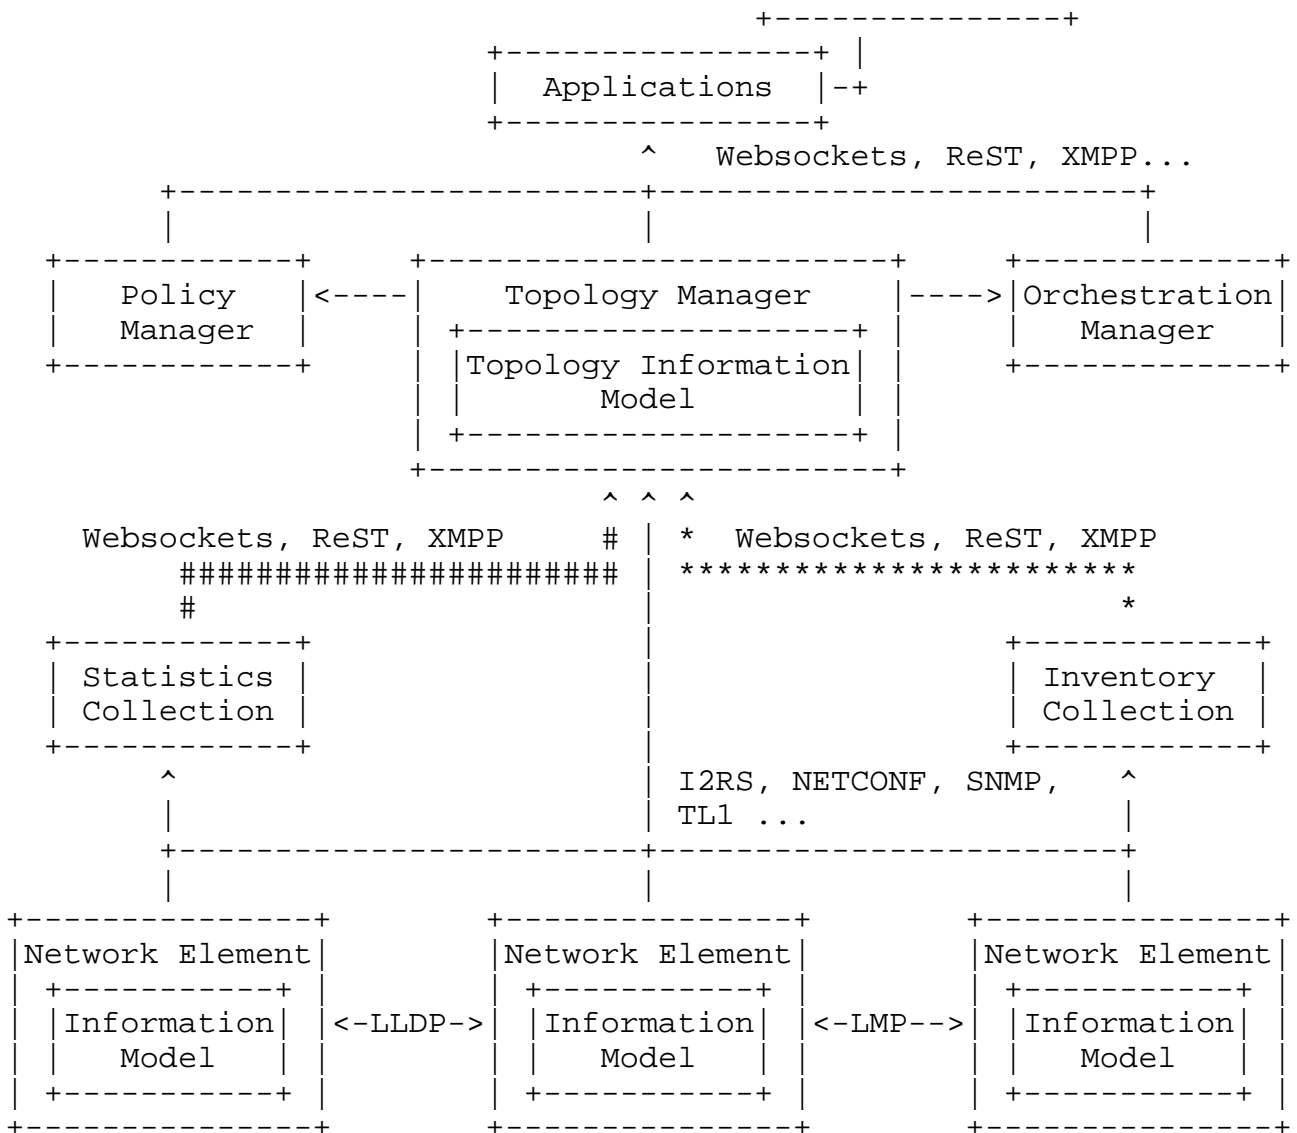 Applications
Websockets, ReST, XMPP...
Policy Topology Manager Orchestration
Manager Manager
Topology Information
Model
Websockets, ReST, XMPP Websockets, ReST, XMPP
Statistics Inventory
Collection Collection
I2RS, NETCONF, SNMP,
TL1 ...
Network Element Network Element Network Element
Information <-LLDP-> Information <-LMP--> Information
Model Model Model